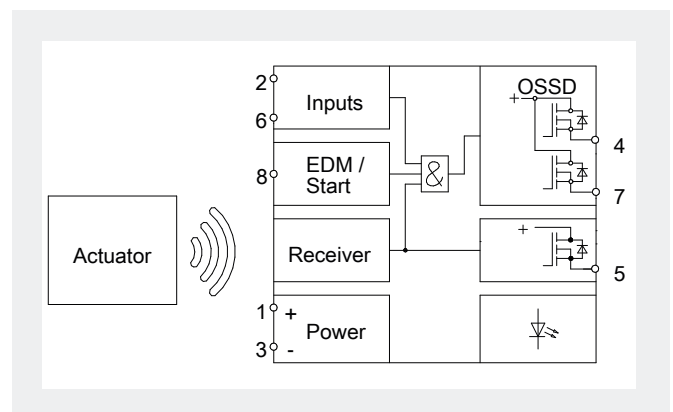 2
6
Inputs
OSSD
+
4
7
8
EDM /
Start
&
Actuator
Receiver
+
5
1
+
3
-
Power